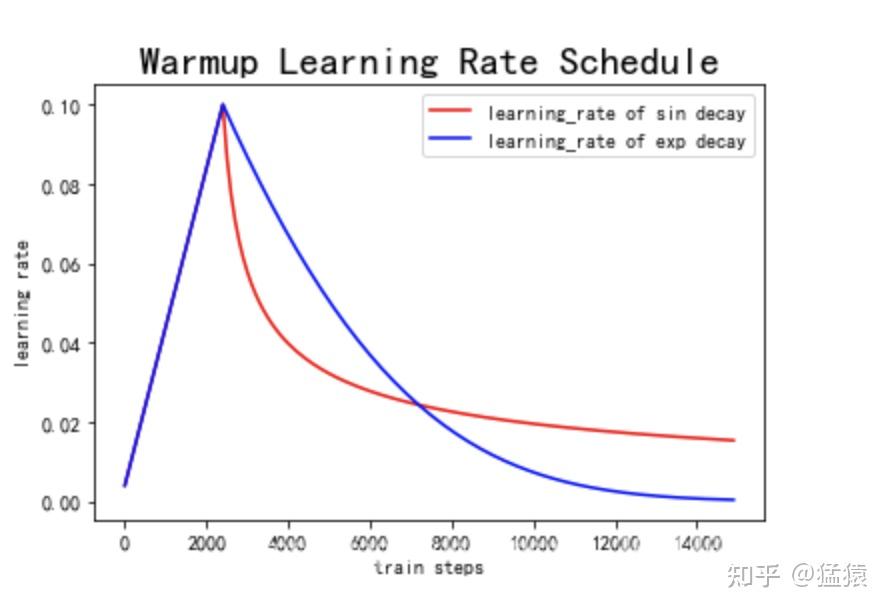 Warmup Learning Rate Schedule
learning_rate of sin decay
learning_rate of exp decay
0.10
0.08
0.06
0.04
0.02
0.00
learning rate
0 2000 4000 6000 8000 10000 12000 14000
train steps
知乎 @猛猿